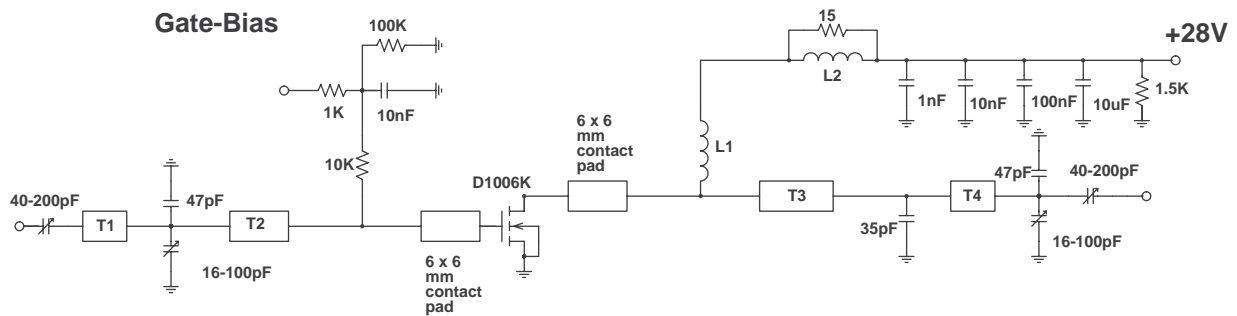 Gate-Bias
100K
1K
10nF
10K
40-200pF
T1
47pF
16-100pF
T2
6 x 6
mm
contact
pad
D1006K
6 x 6
mm
contact
pad
L1
15
L2
+28V
1nF
10nF
100nF
10uF
1.5K
T3
35pF
T4
47pF
40-200pF
16-100pF